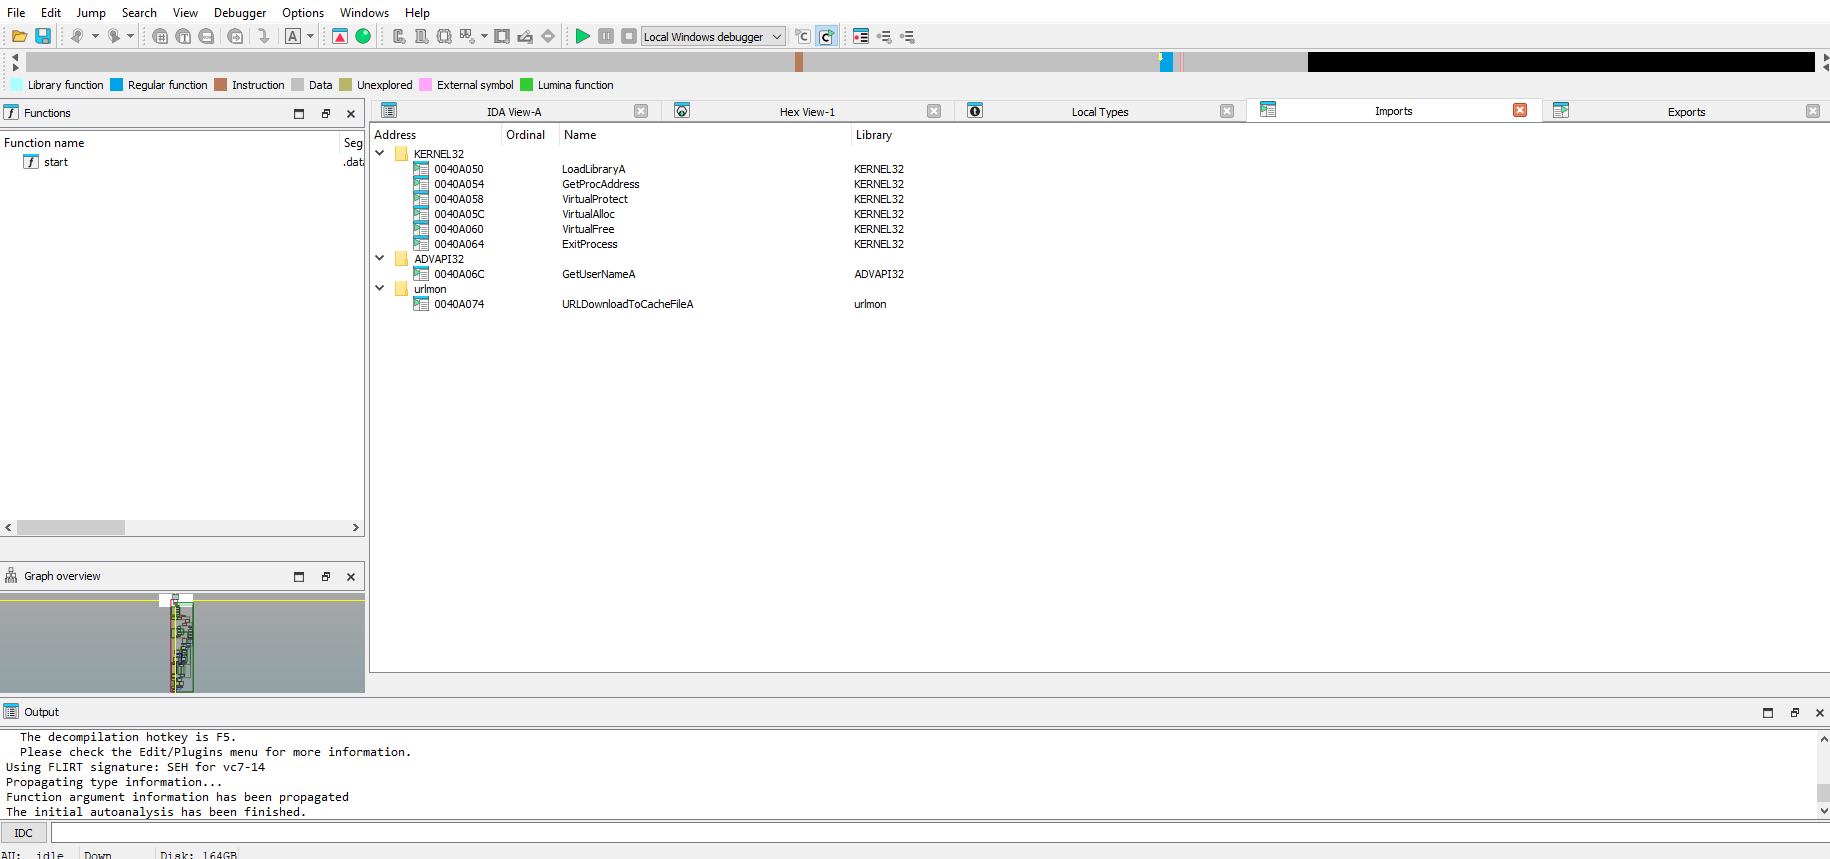 File Edit Jump Search View Debugger Options Windows Help
Local Windows debugger
Library function Regular function Instruction Data Unexplored External symbol Lumina function
Functions
Function name Seg
start .data
Graph overview
IDA View-A Hex View-1 Local Types Imports Exports
Address Ordinal Name Library
KERNEL32
0040A050 LoadLibraryA KERNEL32
0040A054 GetProcAddress KERNEL32
0040A058 VirtualProtect KERNEL32
0040A05C VirtualAlloc KERNEL32
0040A060 VirtualFree KERNEL32
0040A064 ExitProcess KERNEL32
ADVAPI32
0040A06C GetUserNameA ADVAPI32
urlmon
0040A074 URLDownloadToCacheFileA urlmon
Output
The decompilation hotkey is F5.
Please check the Edit/Plugins menu for more information.
Using FLIRT signature: SEH for vc7-14
Propagating type information...
Function argument information has been propagated
The initial autoanalysis has been finished.
IDC
AU: idle Down Disk: 164GB